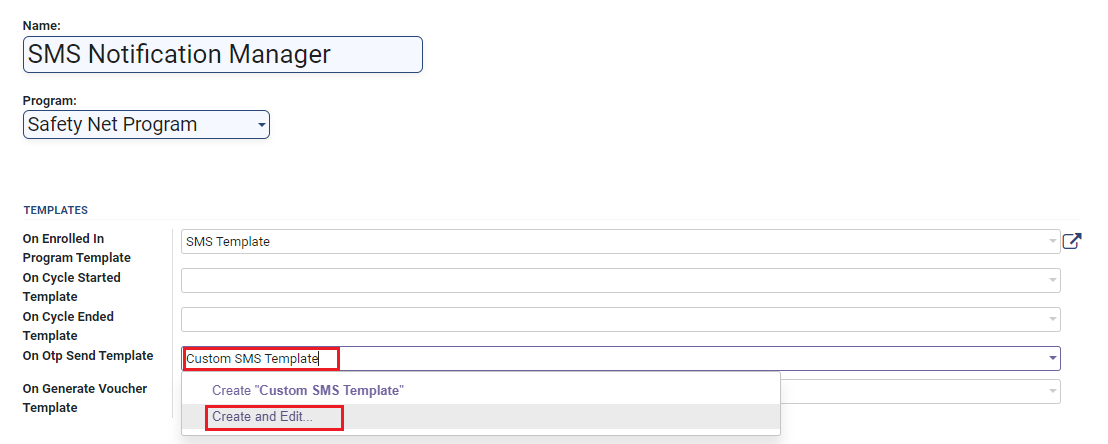 Name:
SMS Notification Manager
Program:
Safety Net Program
TEMPLATES
On Enrolled In
Program Template
SMS Template
On Cycle Started
Template
On Cycle Ended
Template
On Otp Send Template
Custom SMS Template
Create "Custom SMS Template"
Create and Edit...
On Generate Voucher
Template